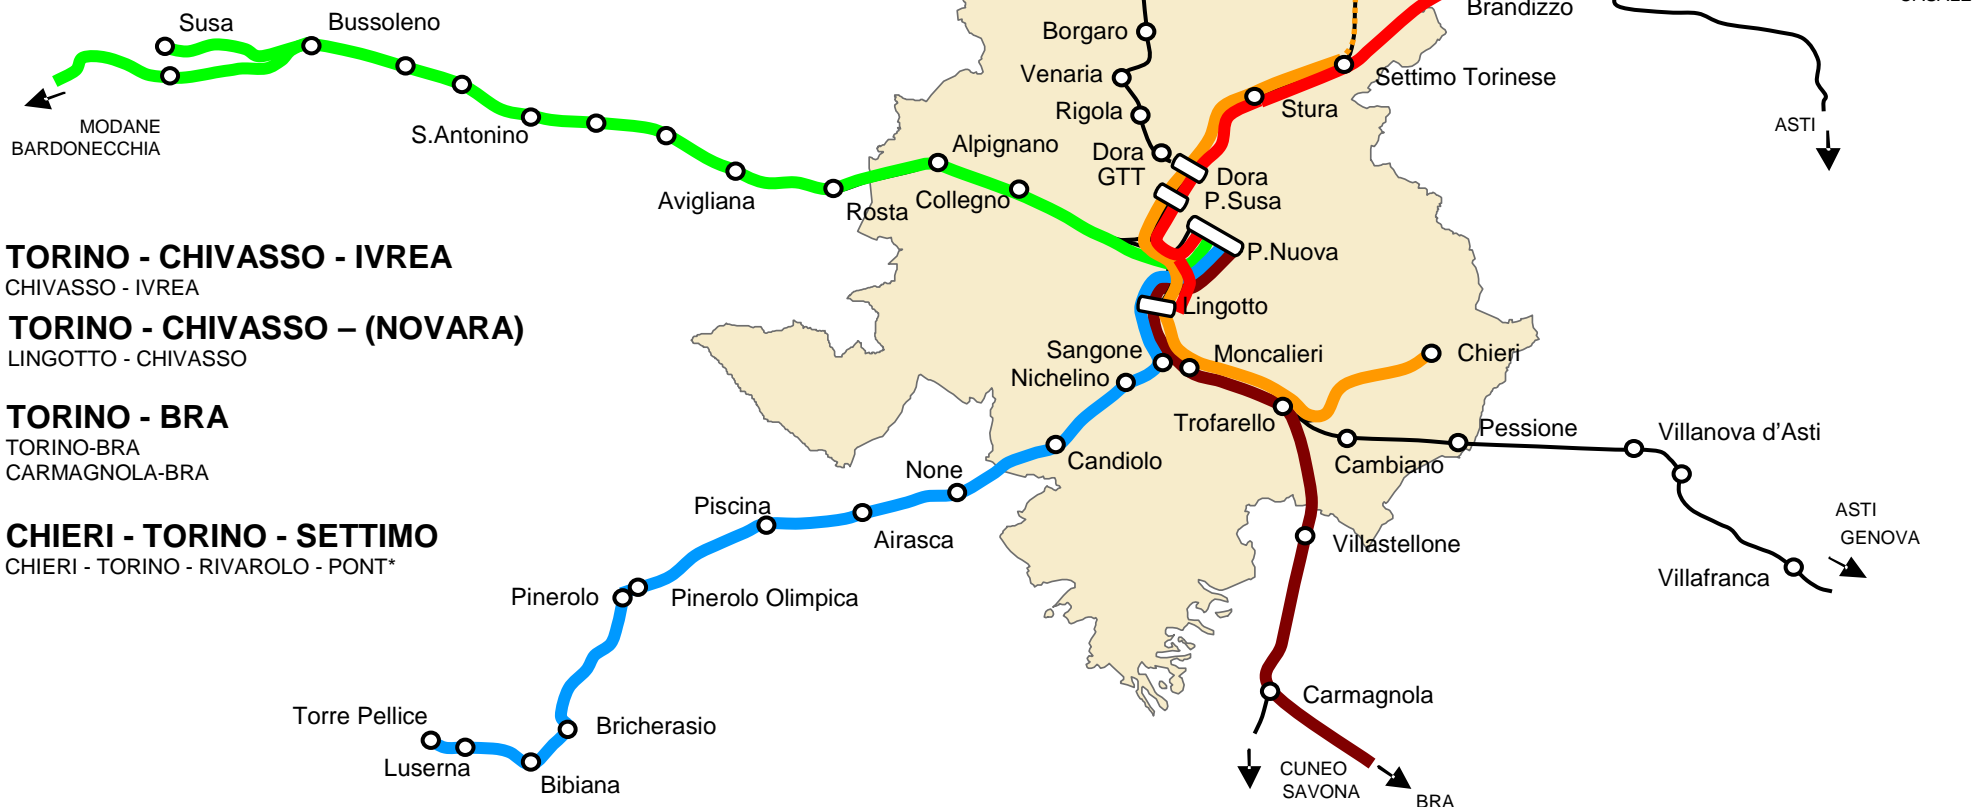 Susa
Bussoleno
MODANE
BARDONECCHIA
S.Antonino
Avigliana
Rosta
Alpignano
Collegno
Borgaro
Venaria
Rigola
Dora
GTT
Dora
P.Susa
P.Nuova
Lingotto
Stura
Settimo Torinese
Brandizzo
ASTI
TORINO - CHIVASSO - IVREA
CHIVASSO - IVREA
TORINO - CHIVASSO – (NOVARA)
LINGOTTO - CHIVASSO
TORINO - BRA
TORINO-BRA
CARMAGNOLA-BRA
CHIERI - TORINO - SETTIMO
CHIERI - TORINO - RIVAROLO - PONT*
Sangone
Nichelino
Moncalieri
Chieri
Trofarello
Cambiano
Pessione
Villanova d'Asti
ASTI
GENOVA
Villafranca
Candiolo
None
Airasca
Piscina
Pinerolo Olimpica
Pinerolo
Bricherasio
Bibiana
Luserna
Torre Pellice
Villastellone
Carmagnola
CUNEO
SAVONA
BRA